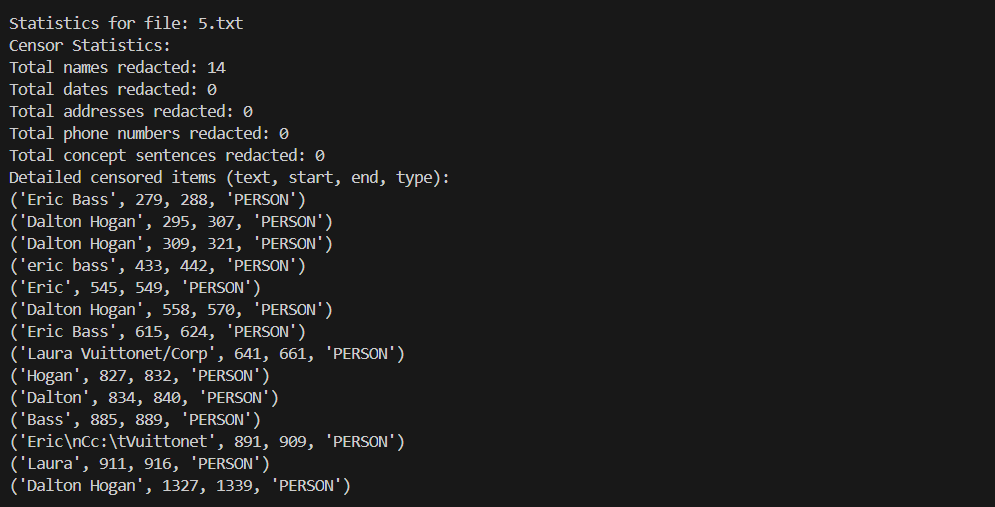 Statistics for file: 5.txt
Censor Statistics:
Total names redacted: 14
Total dates redacted: 0
Total addresses redacted: 0
Total phone numbers redacted: 0
Total concept sentences redacted: 0
Detailed censored items (text, start, end, type):
('Eric Bass', 279, 288, 'PERSON')
('Dalton Hogan', 295, 307, 'PERSON')
('Dalton Hogan', 309, 321, 'PERSON')
('eric bass', 433, 442, 'PERSON')
('Eric', 545, 549, 'PERSON')
('Dalton Hogan', 558, 570, 'PERSON')
('Eric Bass', 615, 624, 'PERSON')
('Laura Vuittonet/Corp', 641, 661, 'PERSON')
('Hogan', 827, 832, 'PERSON')
('Dalton', 834, 840, 'PERSON')
('Bass', 885, 889, 'PERSON')
('Eric\nCc:\tVuittonet', 891, 909, 'PERSON')
('Laura', 911, 916, 'PERSON')
('Dalton Hogan', 1327, 1339, 'PERSON')